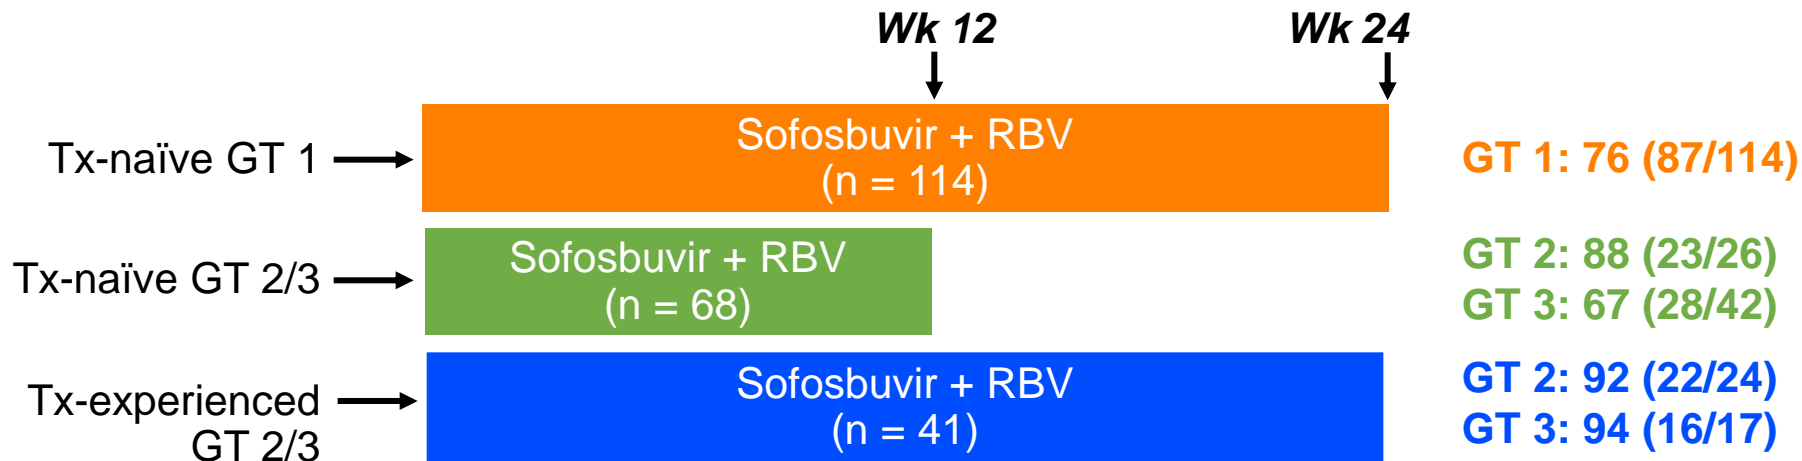 Wk 12
Wk 24
Tx-naïve GT 1
Sofosbuvir + RBV
(n = 114)
GT 1: 76 (87/114)
Tx-naïve GT 2/3
Sofosbuvir + RBV
(n = 68)
GT 2: 88 (23/26)
GT 3: 67 (28/42)
Tx-experienced
GT 2/3
Sofosbuvir + RBV
(n = 41)
GT 2: 92 (22/24)
GT 3: 94 (16/17)